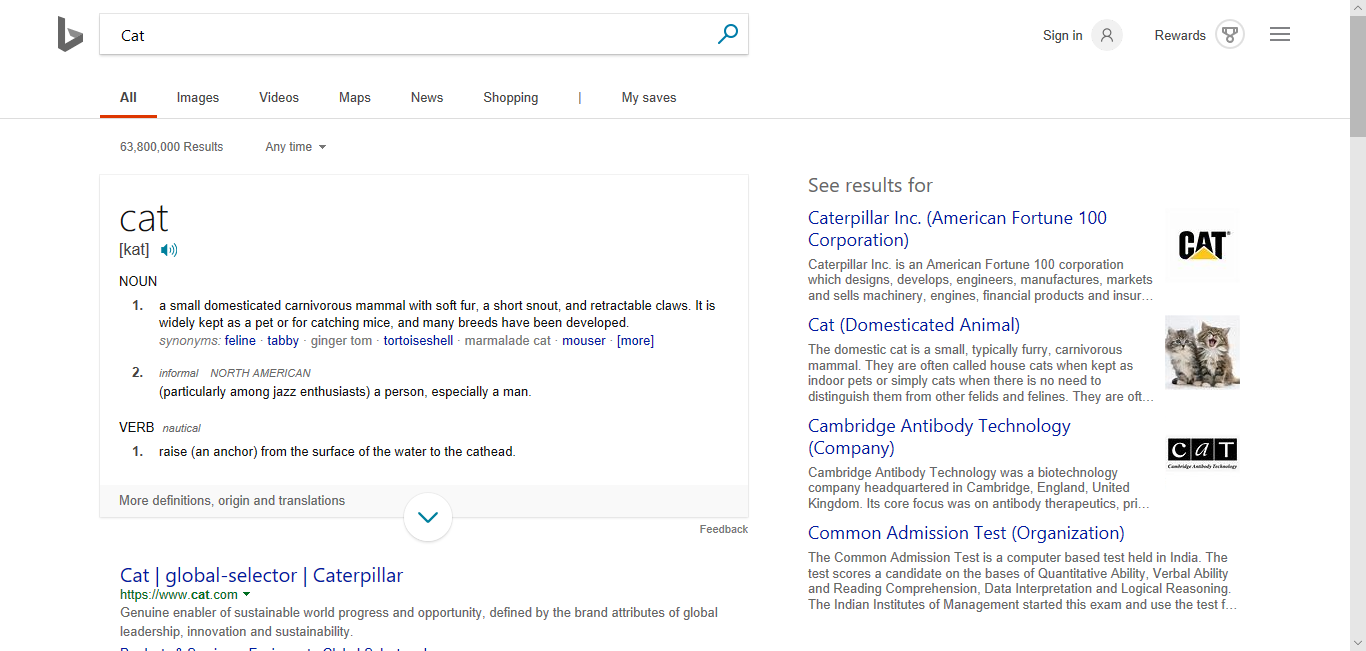 Cat
Sign in
Rewards
All
Images
Videos
Maps
News
Shopping
|
My saves
63,800,000 Results
Any time
cat
[kat]
NOUN
1. a small domesticated carnivorous mammal with soft fur, a short snout, and retractable claws. It is
widely kept as a pet or for catching mice, and many breeds have been developed.
synonyms: feline · tabby · ginger tom · tortoiseshell · marmalade cat · mouser · [more]
2. informal NORTH AMERICAN
(particularly among jazz enthusiasts) a person, especially a man.
VERB nautical
1. raise (an anchor) from the surface of the water to the cathead.
More definitions, origin and translations
Feedback
Cat | global-selector | Caterpillar
https://www.cat.com
Genuine enabler of sustainable world progress and opportunity, defined by the brand attributes of global
leadership, innovation and sustainability.
See results for
Caterpillar Inc. (American Fortune 100
Corporation)
Caterpillar Inc. is an American Fortune 100 corporation
which designs, develops, engineers, manufactures, markets
and sells machinery, engines, financial products and insur...
CAT
Cat (Domesticated Animal)
The domestic cat is a small, typically furry, carnivorous
mammal. They are often called house cats when kept as
indoor pets or simply cats when there is no need to
distinguish them from other felids and felines. They are oft...
Cambridge Antibody Technology
(Company)
Cambridge Antibody Technology was a biotechnology
company headquartered in Cambridge, England, United
Kingdom. Its core focus was on antibody therapeutics, pri...
CaT
Cambridge Antibody Technology
Common Admission Test (Organization)
The Common Admission Test is a computer based test held in India. The
test scores a candidate on the bases of Quantitative Ability, Verbal Ability
and Reading Comprehension, Data Interpretation and Logical Reasoning.
The Indian Institutes of Management started this exam and use the test f...